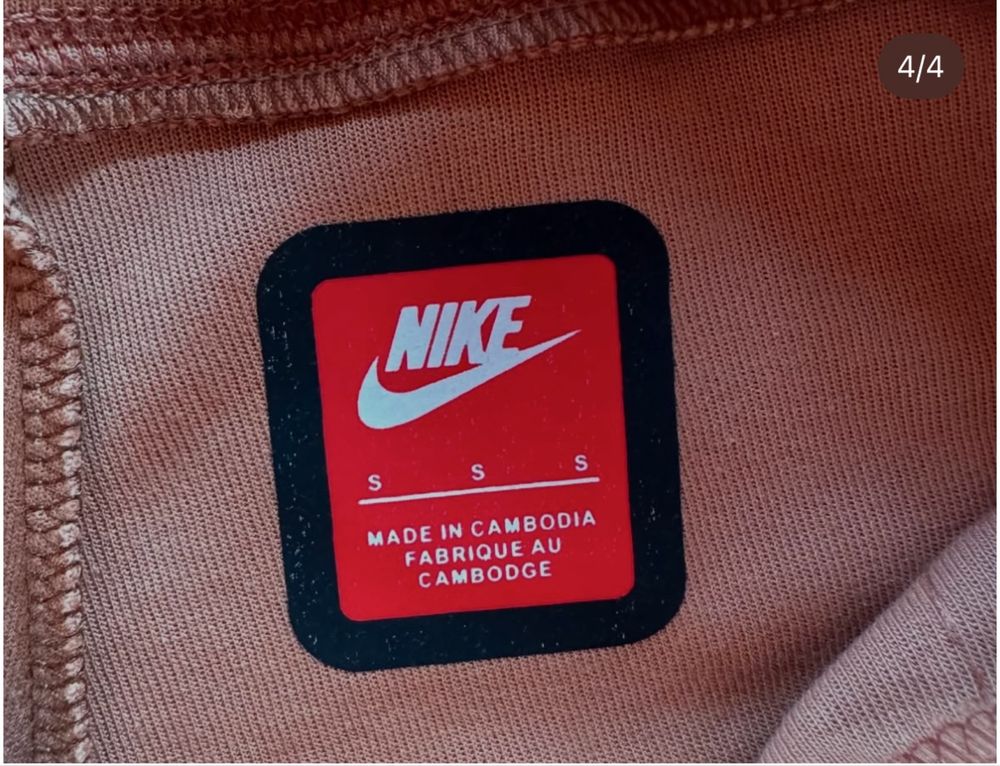 4/4
NIKE
S S S
MADE IN CAMBODIA
FABRIQUE AU
CAMBODGE